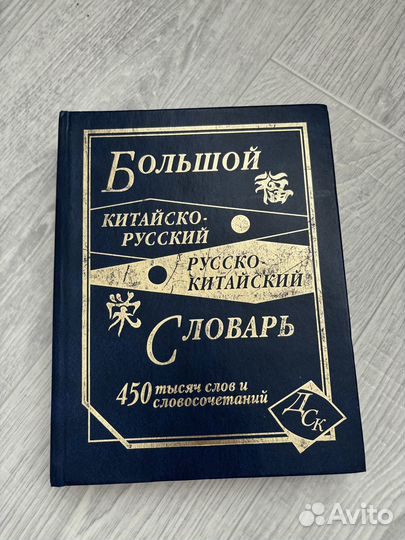 Большой
福
китайско-
русский
русско-
китайский
荣
Словарь
450 тысяч слов и
словосочетаний
ДСК
Avito